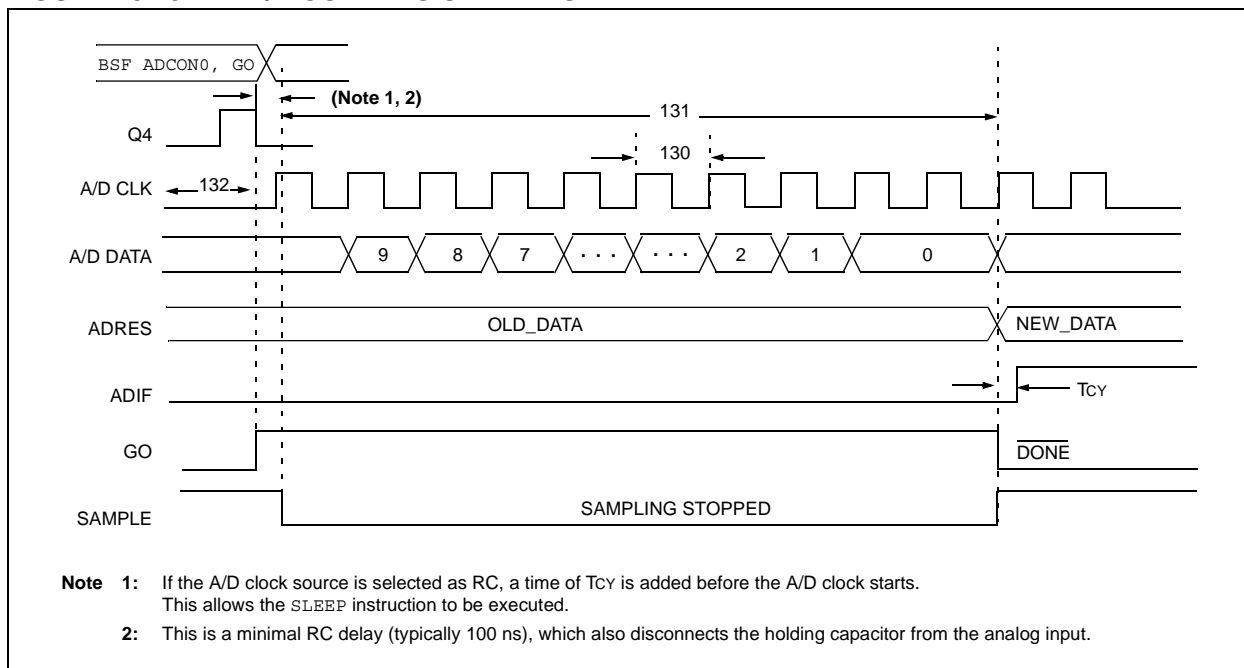 BSF ADCON0, GO
(Note 1, 2)
131
Q4
130
A/D CLK
132
A/D DATA
9 8 7 . . . . . . 2 1 0
ADRES
OLD_DATA
NEW_DATA
ADIF
TCY
GO
DONE
SAMPLE
SAMPLING STOPPED
Note 1: If the A/D clock source is selected as RC, a time of TCY is added before the A/D clock starts.
This allows the SLEEP instruction to be executed.
2: This is a minimal RC delay (typically 100 ns), which also disconnects the holding capacitor from the analog input.